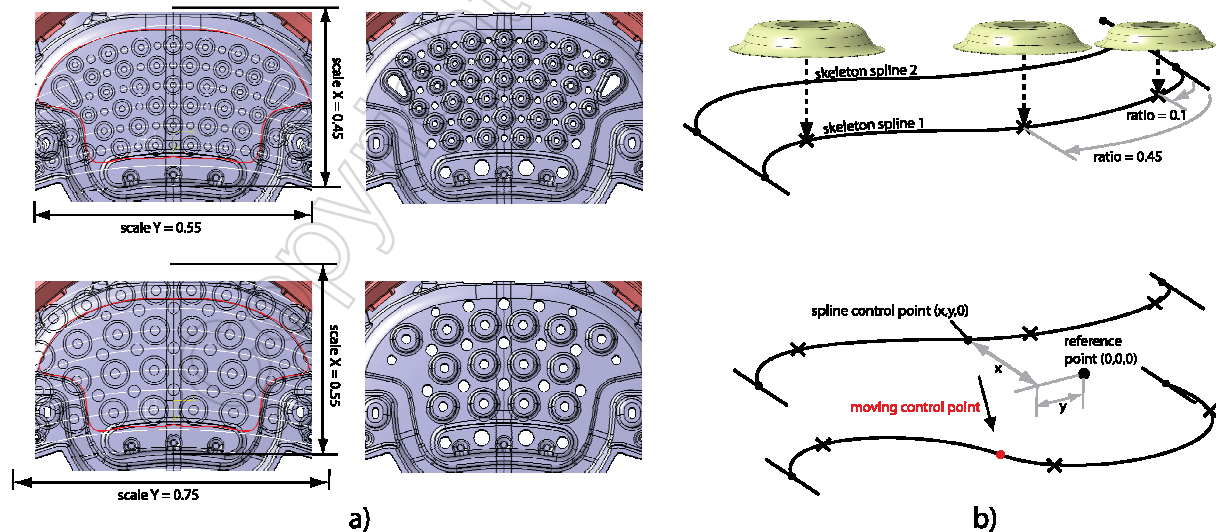 scale X = 0,45
scale Y = 0.55
scale X = 0.55
scale Y = 0.75
a)
skeleton spline 2
skeleton spline 1
ratio = 0.1
ratio = 0.45
spline control point (x,y,0)
reference
point (0,0,0)
x
y
moving control point
b)